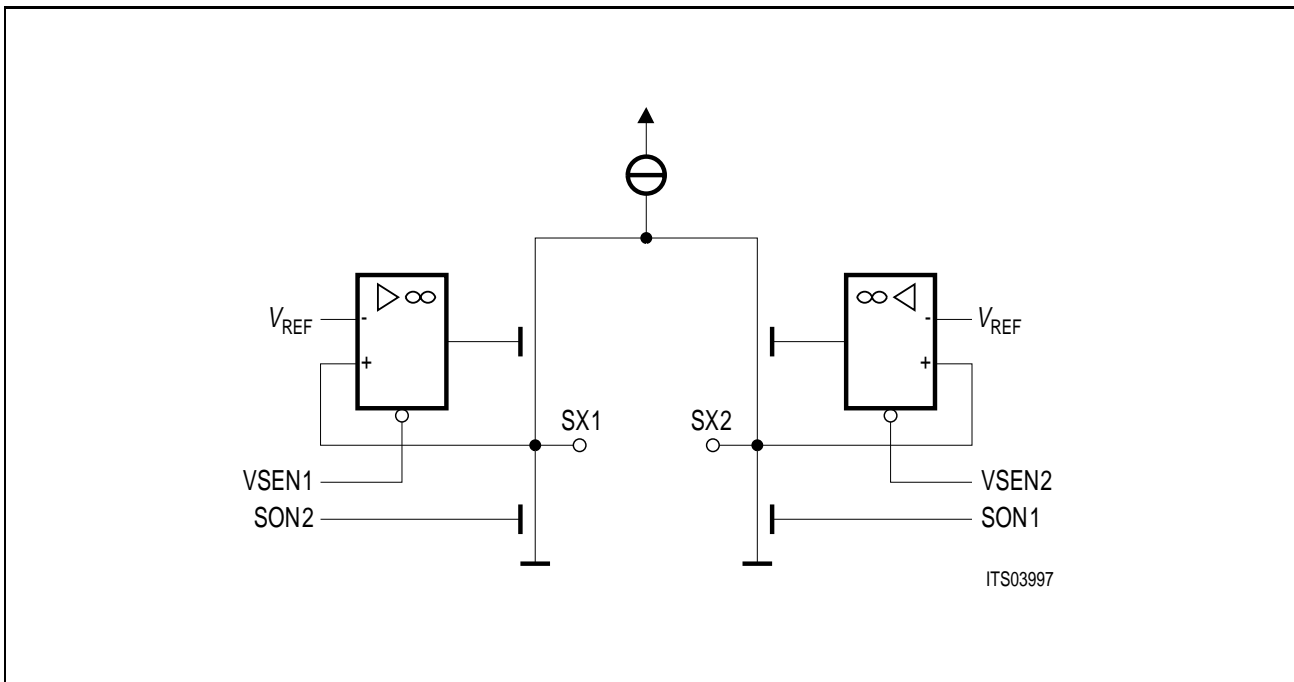 V_REF
-
+
SX1
VSEN1
SON2
∞
∞
-
V_REF
+
SX2
VSEN2
SON1
ITS03997